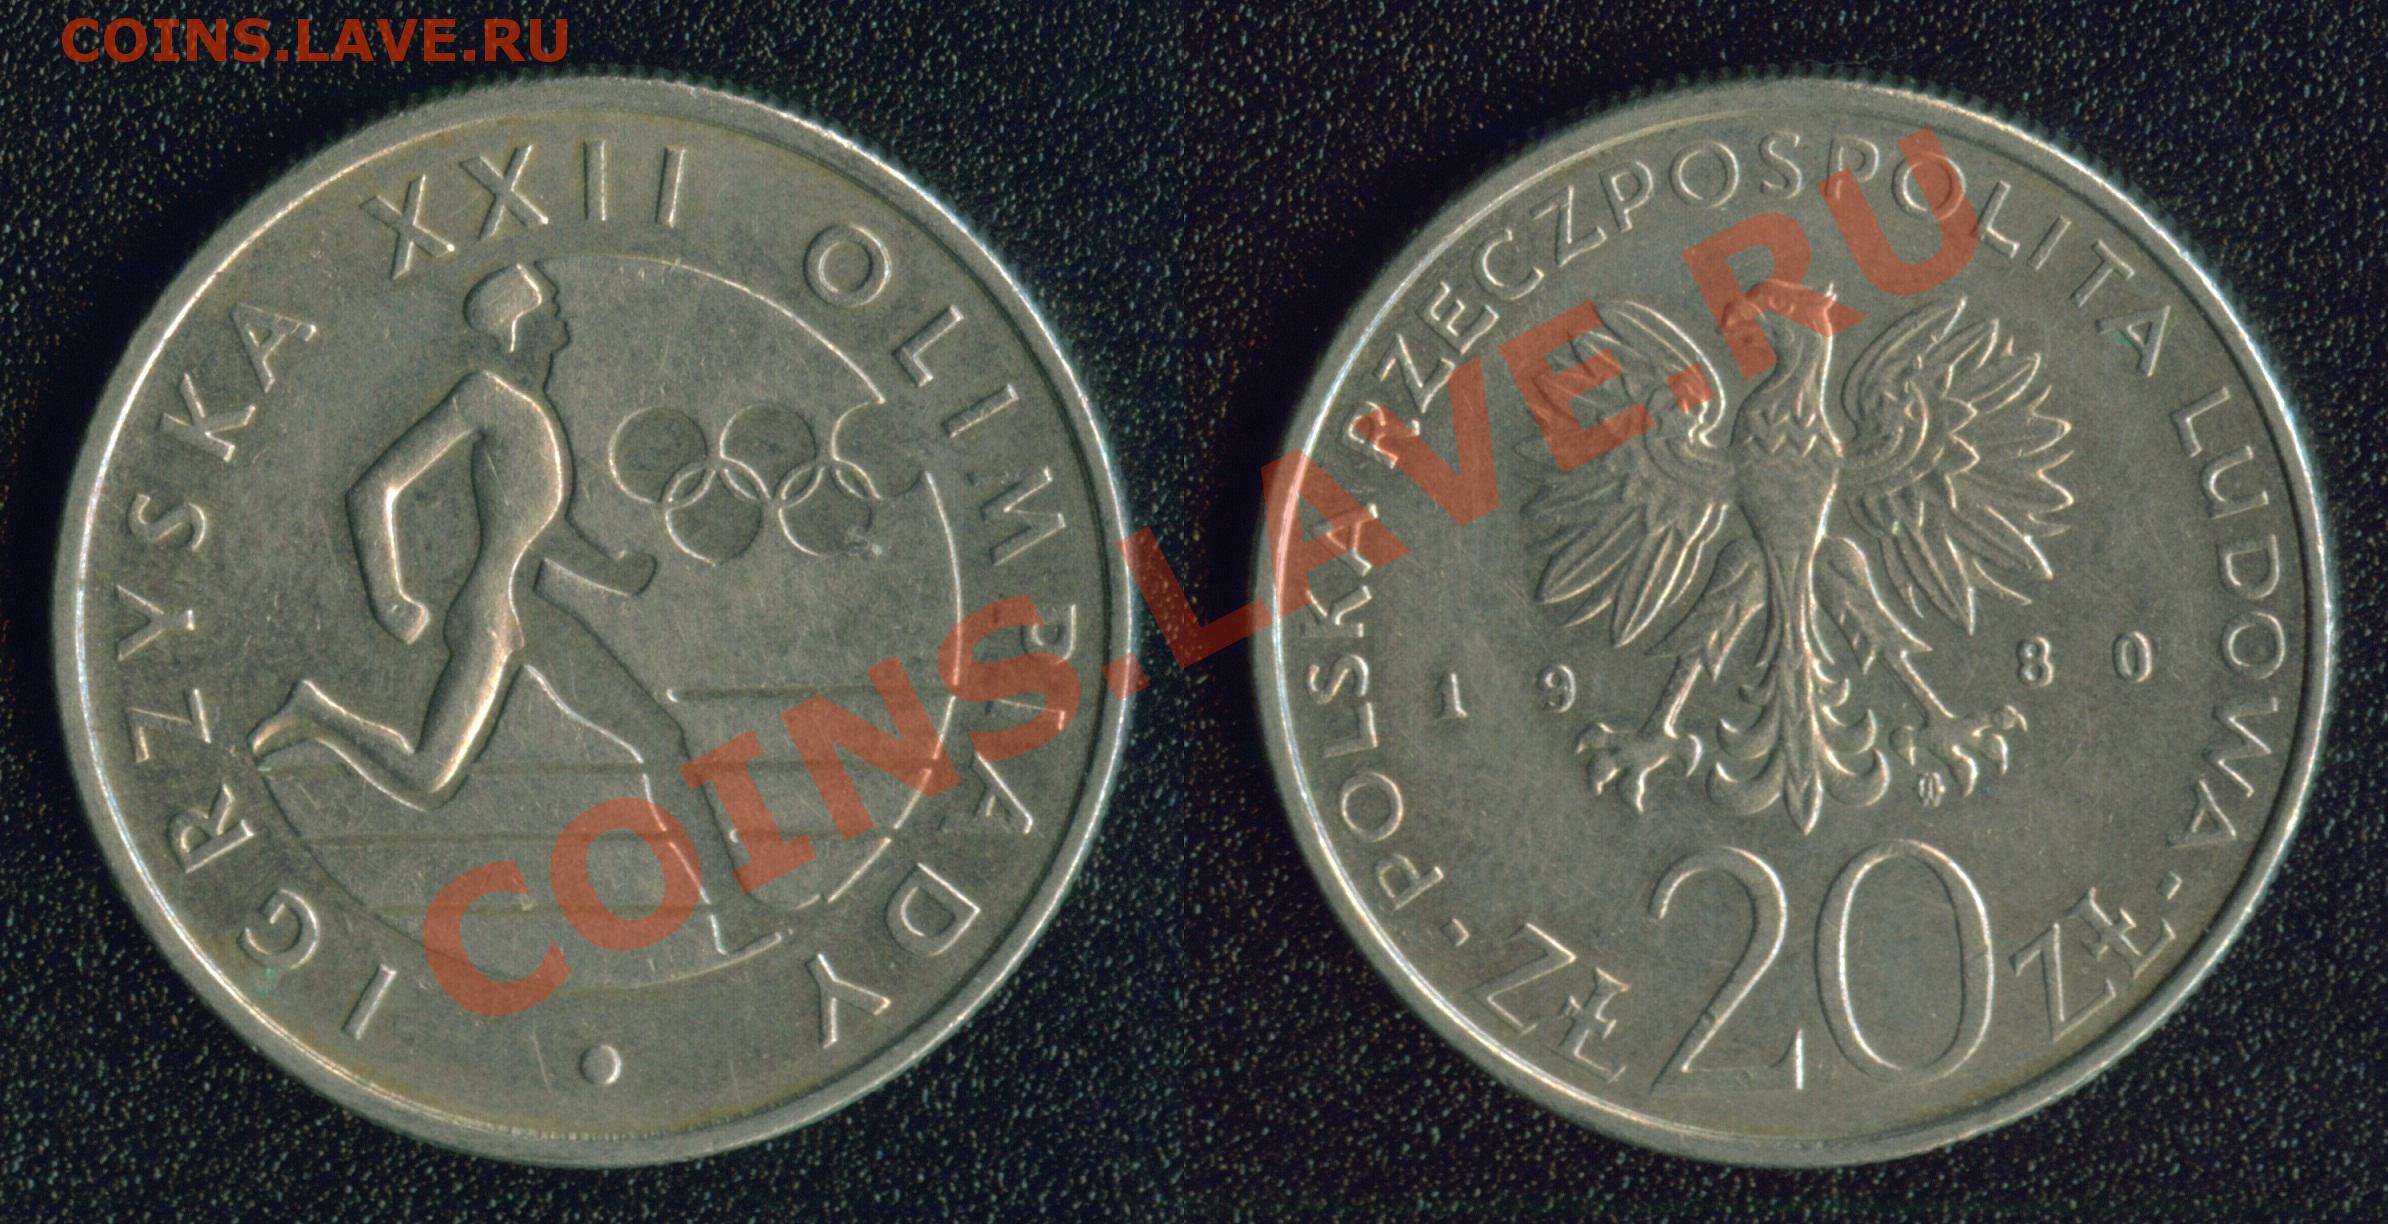 COINS.LAVE.RU
IGRZYSKA XXII OLIMPIADY
-POLSKA RZECZPOSPOLITA LUDOWA-
1980
ZŁ 20 ZŁ
COINS.LAVE.RU